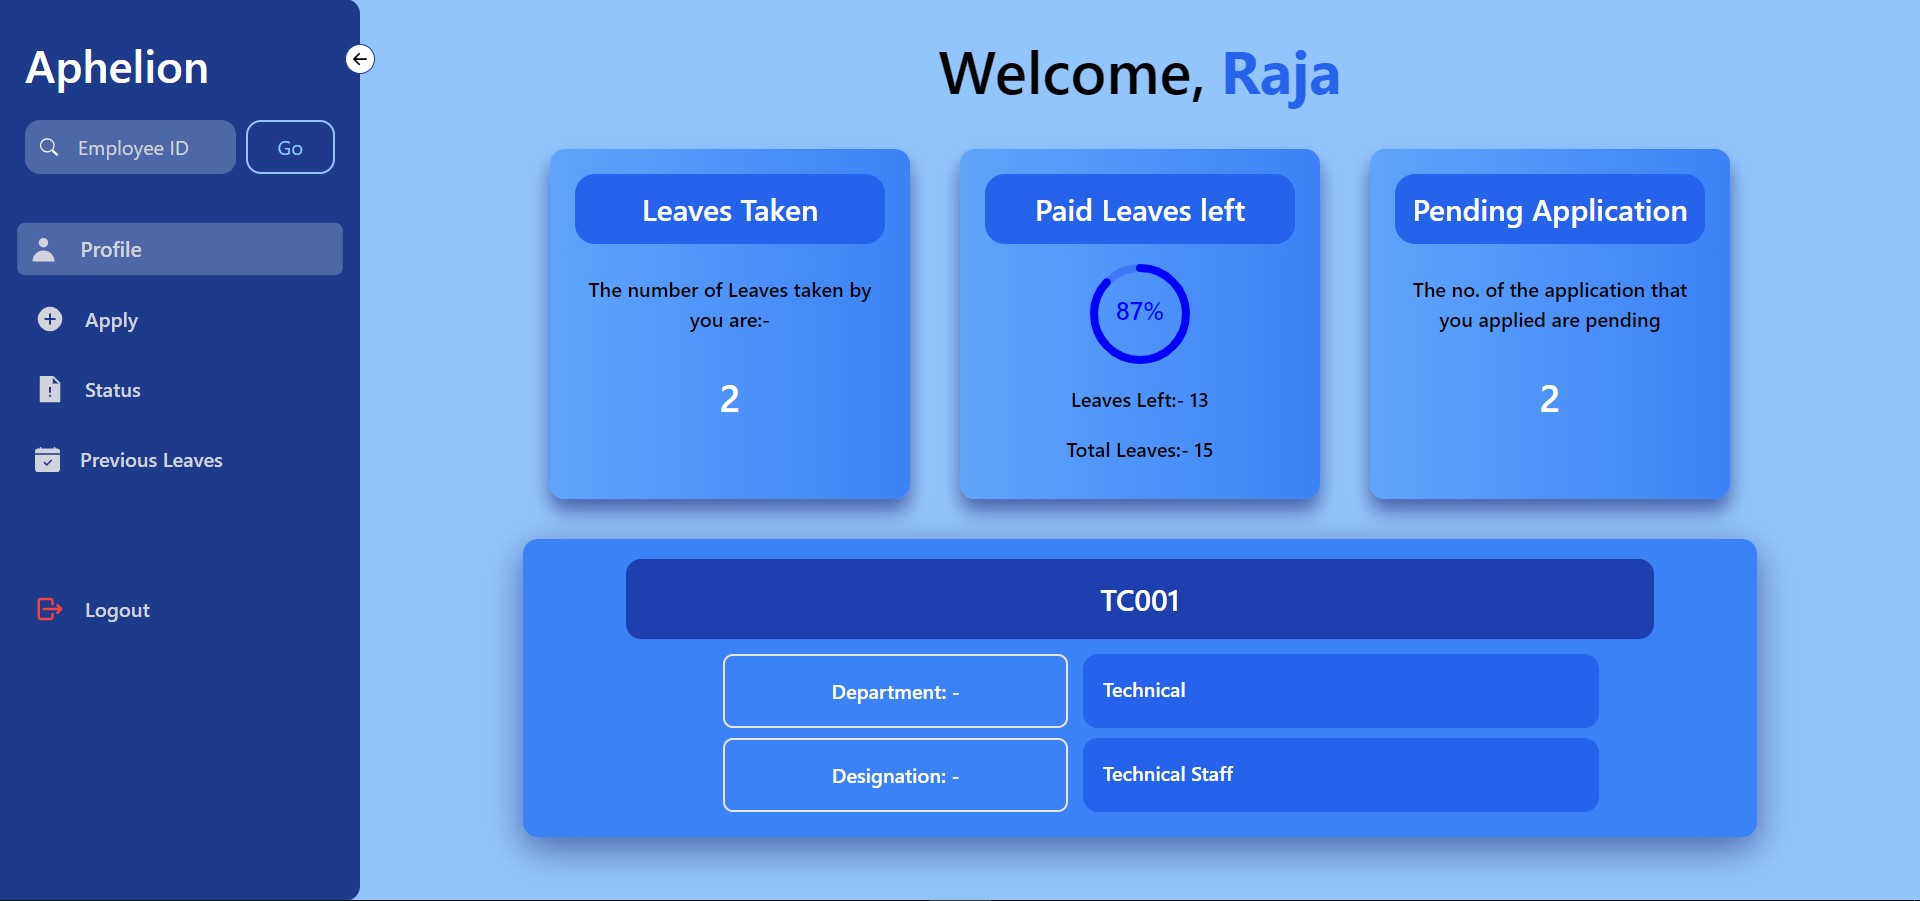 Aphelion
Employee ID
Go
Profile
Apply
Status
Previous Leaves
Logout
Welcome, Raja
Leaves Taken
The number of Leaves taken by
you are:-
2
Paid Leaves left
87%
Leaves Left:- 13
Total Leaves:- 15
Pending Application
The no. of the application that
you applied are pending
2
TC001
Department: -
Technical
Designation: -
Technical Staff